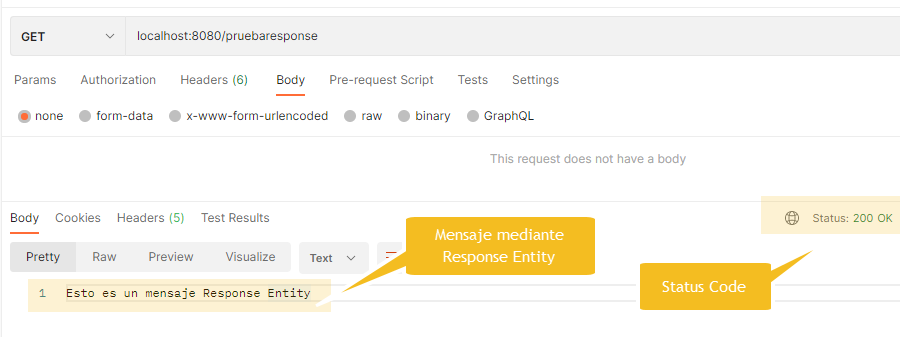 GET localhost:8080/pruebaresponse
Params Authorization Headers (6) Body Pre-request Script Tests Settings
none form-data x-www-form-urlencoded raw binary GraphQL
This request does not have a body
Body Cookies Headers (5) Test Results
Status: 200 OK
Pretty Raw Preview Visualize Text
Mensaje mediante
Response Entity
1 Esto es un mensaje Response Entity
Status Code